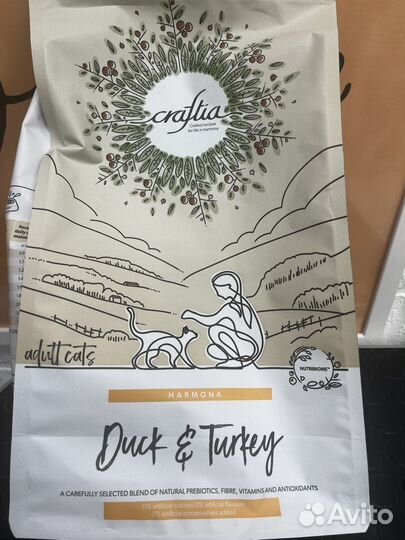 craftia
Crafted recipes
for life in harmony
adult cats
NUTRIBIOME™
HARMONA
Duck & Turkey
A CAREFULLY SELECTED BLEND OF NATURAL PREBIOTICS, FIBRE, VITAMINS AND ANTIOXIDANTS
0% artificial colours 0% artificial flavours
0% artificial preservatives added
Avito